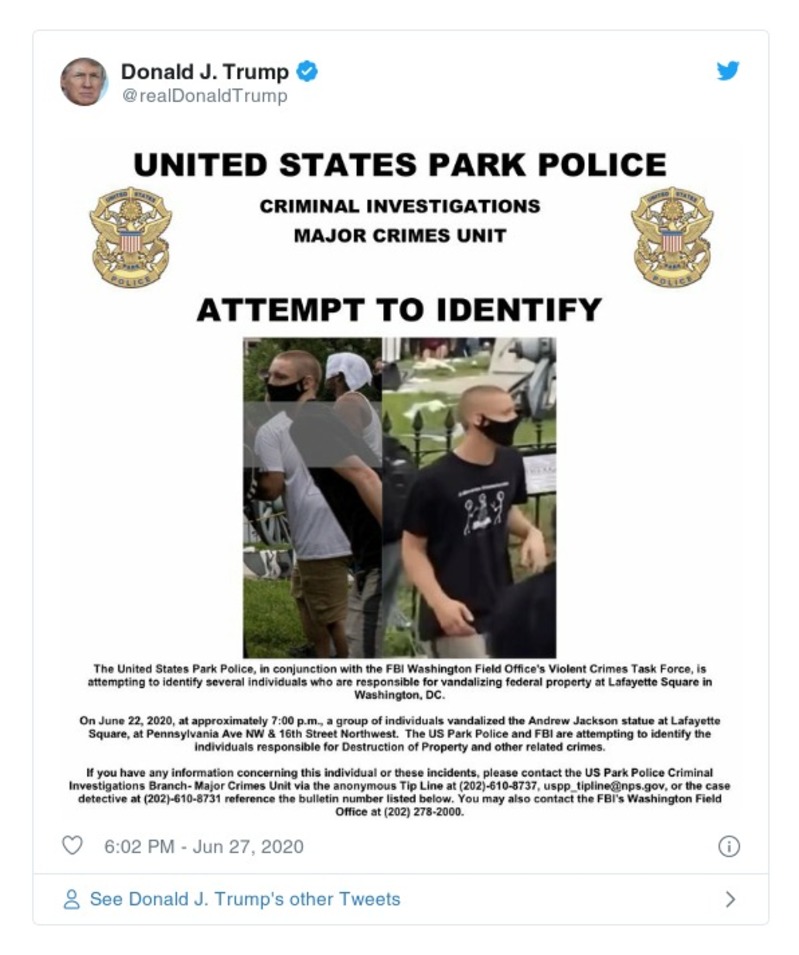 Donald J. Trump
@realDonaldTrump
UNITED STATES PARK POLICE
CRIMINAL INVESTIGATIONS
MAJOR CRIMES UNIT
UNITED STATES
PARK
POLICE
UNITED STATES
PARK
POLICE
ATTEMPT TO IDENTIFY
The United States Park Police, in conjunction with the FBI Washington Field Office's Violent Crimes Task Force, is
attempting to identify several individuals who are responsible for vandalizing federal property at Lafayette Square in
Washington, DC.
On June 22, 2020, at approximately 7:00 p.m., a group of individuals vandalized the Andrew Jackson statue at Lafayette
Square, at Pennsylvania Ave NW & 16th Street Northwest. The US Park Police and FBI are attempting to identify the
individuals responsible for Destruction of Property and other related crimes.
If you have any information concerning this individual or these incidents, please contact the US Park Police Criminal
Investigations Branch- Major Crimes Unit via the anonymous Tip Line at (202)-610-8737, uspp_tipline@nps.gov, or the case
detective at (202)-610-8731 reference the bulletin number listed below. You may also contact the FBI's Washington Field
Office at (202) 278-2000.
6:02 PM - Jun 27, 2020
See Donald J. Trump's other Tweets